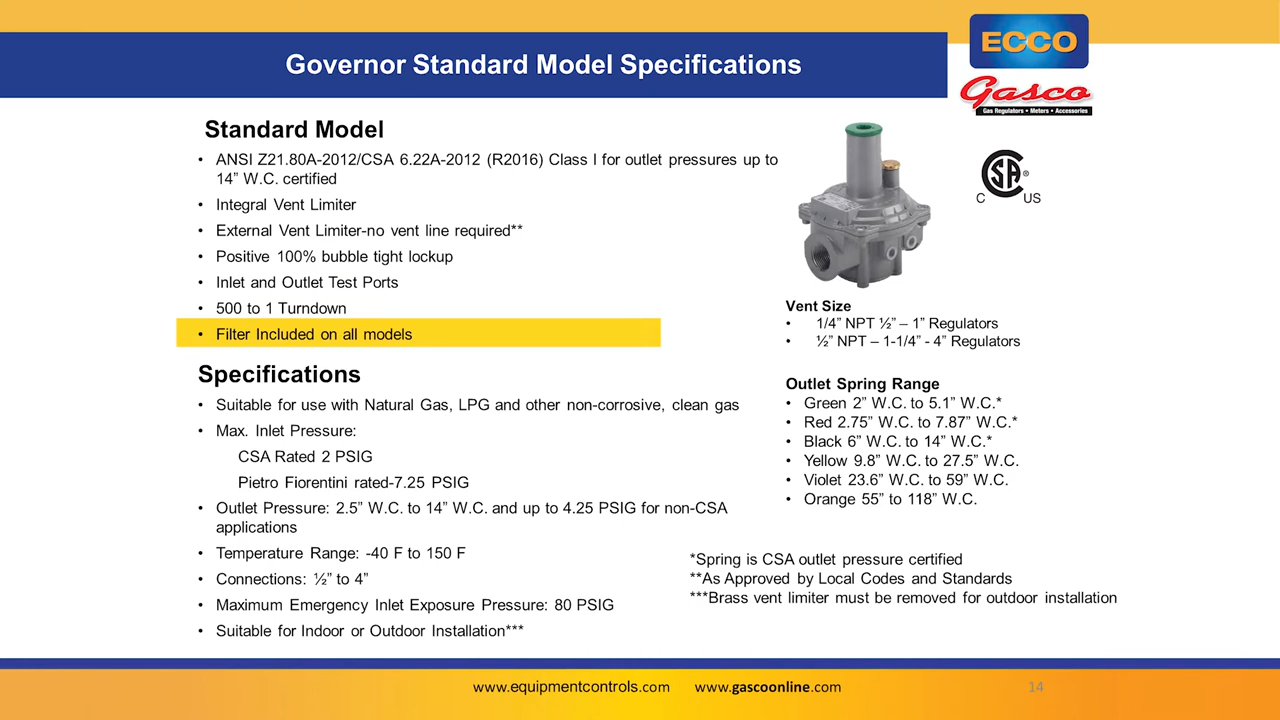 Governor Standard Model Specifications
ECCO
Gasco
Gas Regulators • Meters • Accessories
Standard Model
• ANSI Z21.80A-2012/CSA 6.22A-2012 (R2016) Class I for outlet pressures up to
14” W.C. certified
• Integral Vent Limiter
• External Vent Limiter-no vent line required**
• Positive 100% bubble tight lockup
• Inlet and Outlet Test Ports
• 500 to 1 Turndown
• Filter Included on all models
Specifications
• Suitable for use with Natural Gas, LPG and other non-corrosive, clean gas
• Max. Inlet Pressure:
CSA Rated 2 PSIG
Pietro Fiorentini rated-7.25 PSIG
• Outlet Pressure: 2.5” W.C. to 14” W.C. and up to 4.25 PSIG for non-CSA
applications
• Temperature Range: -40 F to 150 F
• Connections: ½” to 4”
• Maximum Emergency Inlet Exposure Pressure: 80 PSIG
• Suitable for Indoor or Outdoor Installation***
CSA®
C US
Vent Size
• 1/4” NPT ½” – 1” Regulators
• ½” NPT – 1-1/4” - 4” Regulators
Outlet Spring Range
• Green 2” W.C. to 5.1” W.C.*
• Red 2.75” W.C. to 7.87” W.C.*
• Black 6” W.C. to 14” W.C.*
• Yellow 9.8” W.C. to 27.5” W.C.
• Violet 23.6” W.C. to 59” W.C.
• Orange 55” to 118” W.C.
*Spring is CSA outlet pressure certified
**As Approved by Local Codes and Standards
***Brass vent limiter must be removed for outdoor installation
www.equipmentcontrols.com www.gascoonline.com 14